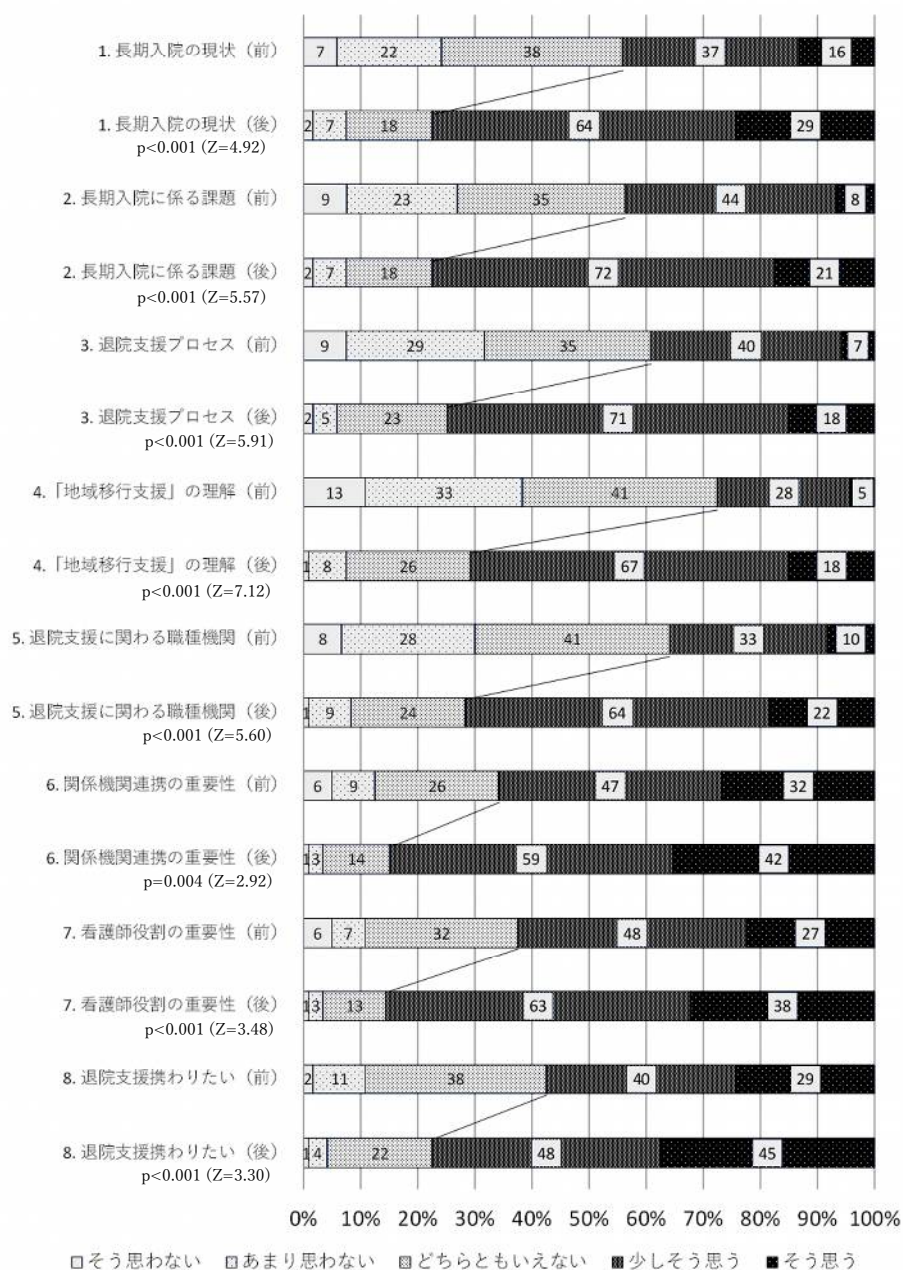 1. 長期入院の現状（前） 7 22 38 37 16
1. 長期入院の現状（後） 2 7 18 64 29
p<0.001 (Z=4.92)
2. 長期入院に係る課題（前） 9 23 35 44 8
2. 長期入院に係る課題（後） 2 7 18 72 21
p<0.001 (Z=5.57)
3. 退院支援プロセス（前） 9 29 35 40 7
3. 退院支援プロセス（後） 2 5 23 71 18
p<0.001 (Z=5.91)
4.「地域移行支援」の理解（前） 13 33 41 28 5
4.「地域移行支援」の理解（後） 1 8 26 67 18
p<0.001 (Z=7.12)
5. 退院支援に関わる職種機関（前） 8 28 41 33 10
5. 退院支援に関わる職種機関（後） 1 9 24 64 22
p<0.001 (Z=5.60)
6. 関係機関連携の重要性（前） 6 9 26 47 32
6. 関係機関連携の重要性（後） 1 3 14 59 42
p=0.004 (Z=2.92)
7. 看護師役割の重要性（前） 6 7 32 48 27
7. 看護師役割の重要性（後） 1 3 13 63 38
p<0.001 (Z=3.48)
8. 退院支援携わりたい（前） 2 11 38 40 29
8. 退院支援携わりたい（後） 1 4 22 48 45
p<0.001 (Z=3.30)
0% 10% 20% 30% 40% 50% 60% 70% 80% 90% 100%
そう思わない あまり思わない どちらともいえない 少しそう思う そう思う